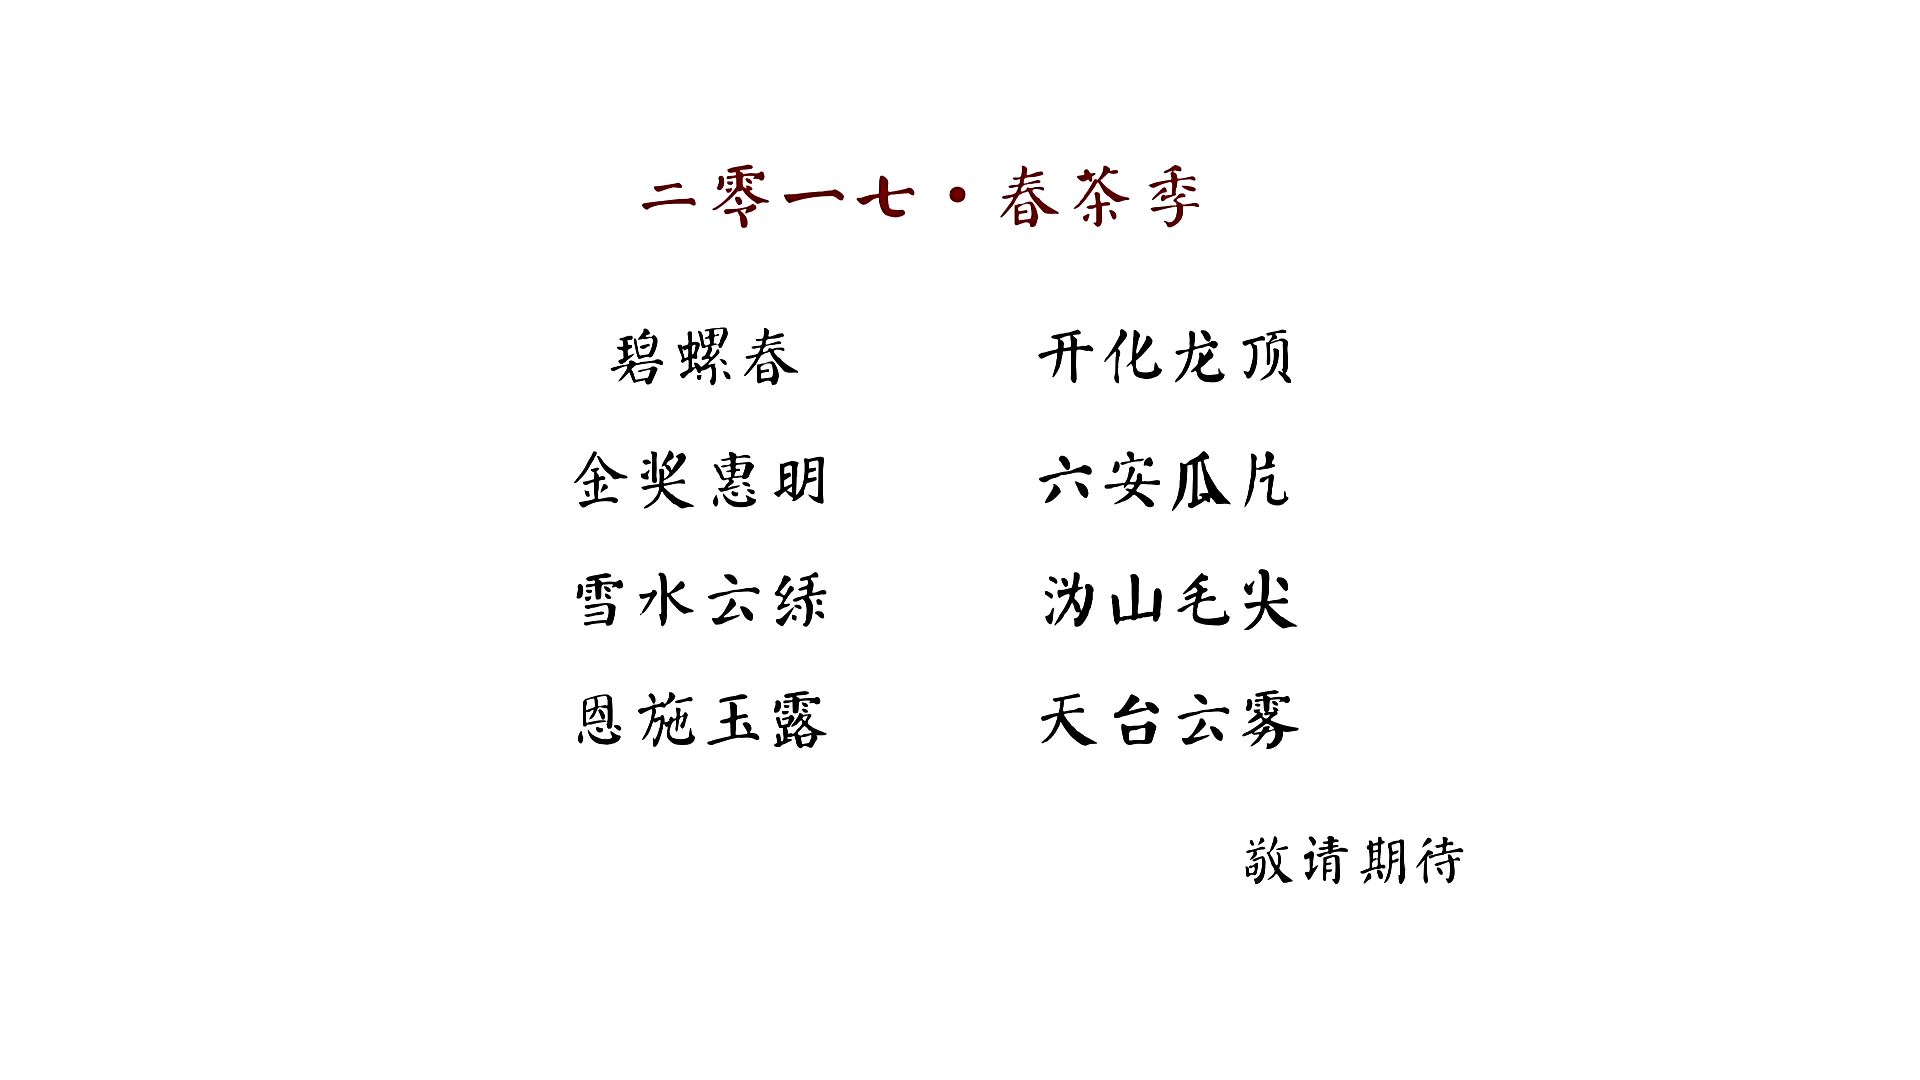 二零一七·春茶季
碧螺春 开化龙顶
金奖惠明 六安瓜片
雪水云绿 沩山毛尖
恩施玉露 天台云雾
敬请期待